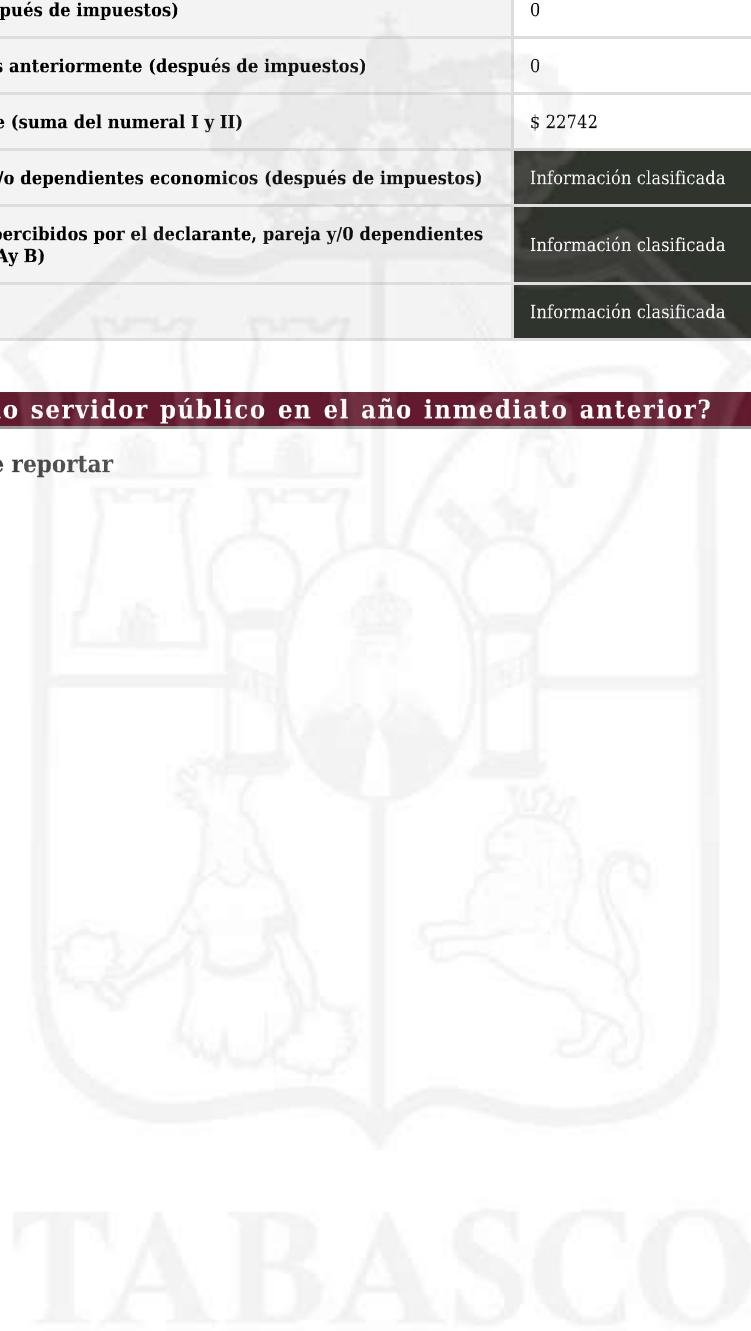 pués de impuestos)
0
s anteriormente (después de impuestos)
0
e (suma del numeral I y II)
$ 22742
/o dependientes economicos (después de impuestos)
Información clasificada
percibidos por el declarante, pareja y/0 dependientes
Ay B)
Información clasificada
Información clasificada
o servidor público en el año inmediato anterior?
e reportar
TABASCO